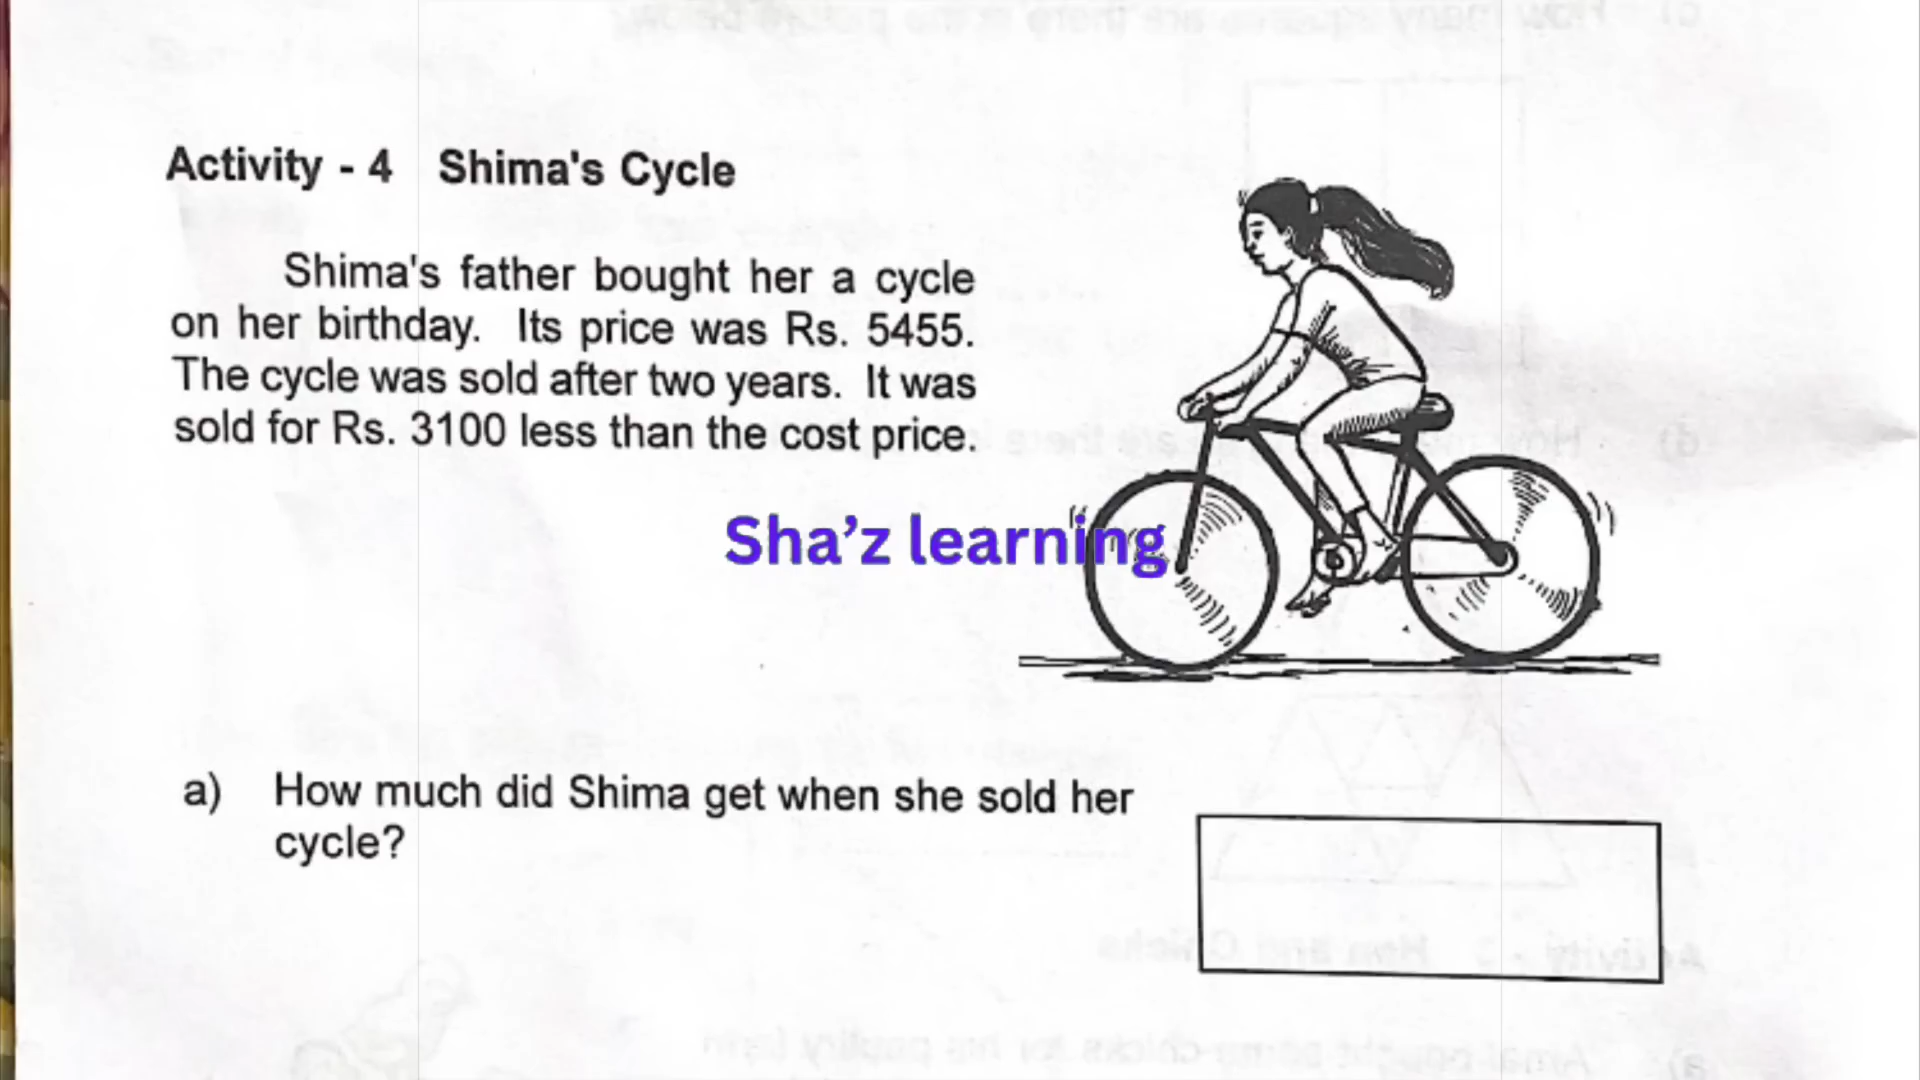 Activity - 4 Shima's Cycle
Shima's father bought her a cycle
on her birthday. Its price was Rs. 5455.
The cycle was sold after two years. It was
sold for Rs. 3100 less than the cost price.
Sha’z learning
a) How much did Shima get when she sold her
cycle?